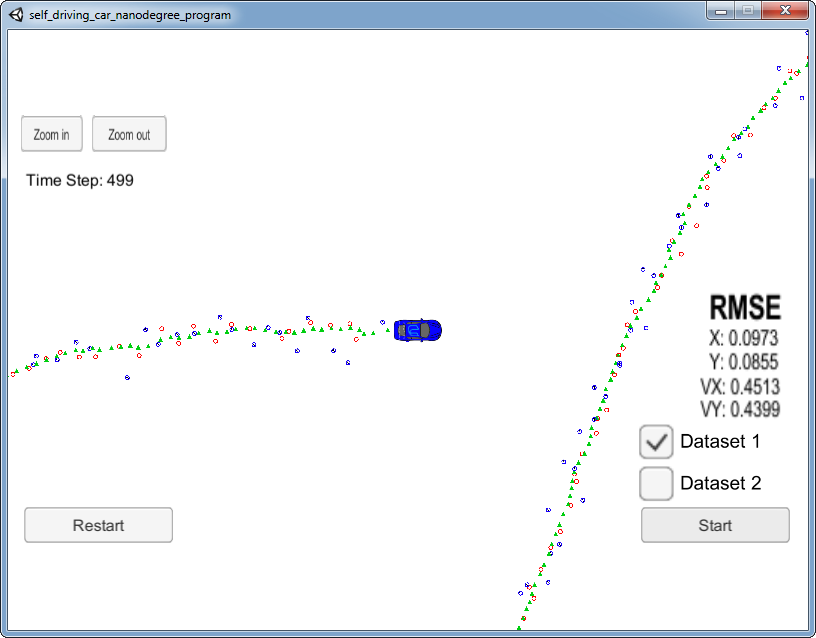 self_driving_car_nanodegree_program
Zoom in
Zoom out
Time Step: 499
RMSE
X: 0.0973
Y: 0.0855
VX: 0.4513
VY: 0.4399
Dataset 1
Dataset 2
Restart
Start